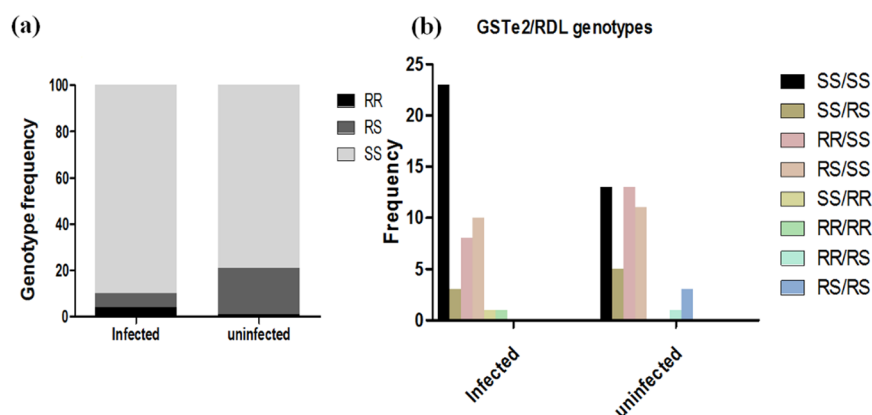 (a)
Genotype frequency
100
80
60
40
20
0
Infected
uninfected
RR
RS
SS
(b)
GSTe2/RDL genotypes
Frequency
25
20
15
10
5
0
Infected
uninfected
SS/SS
SS/RS
RR/SS
RS/SS
SS/RR
RR/RR
RR/RS
RS/RS